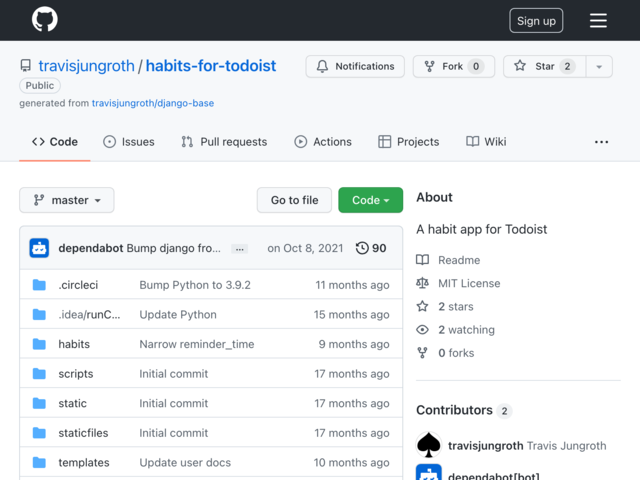 Sign up
travisjungroth / habits-for-todoist
Public
generated from travisjungroth/django-base
Notifications
Fork 0
Star 2
Code Issues Pull requests Actions Projects Wiki ...
master
Go to file
Code
dependabot Bump django fro... ... on Oct 8, 2021 90
.circleci Bump Python to 3.9.2 11 months ago
.idea/runC... Update Python 15 months ago
habits Narrow reminder_time 9 months ago
scripts Initial commit 17 months ago
static Initial commit 17 months ago
staticfiles Initial commit 17 months ago
templates Update user docs 10 months ago
About
A habit app for Todoist
Readme
MIT License
2 stars
2 watching
0 forks
Contributors 2
travisjungroth Travis Jungroth
dependabot[bot]